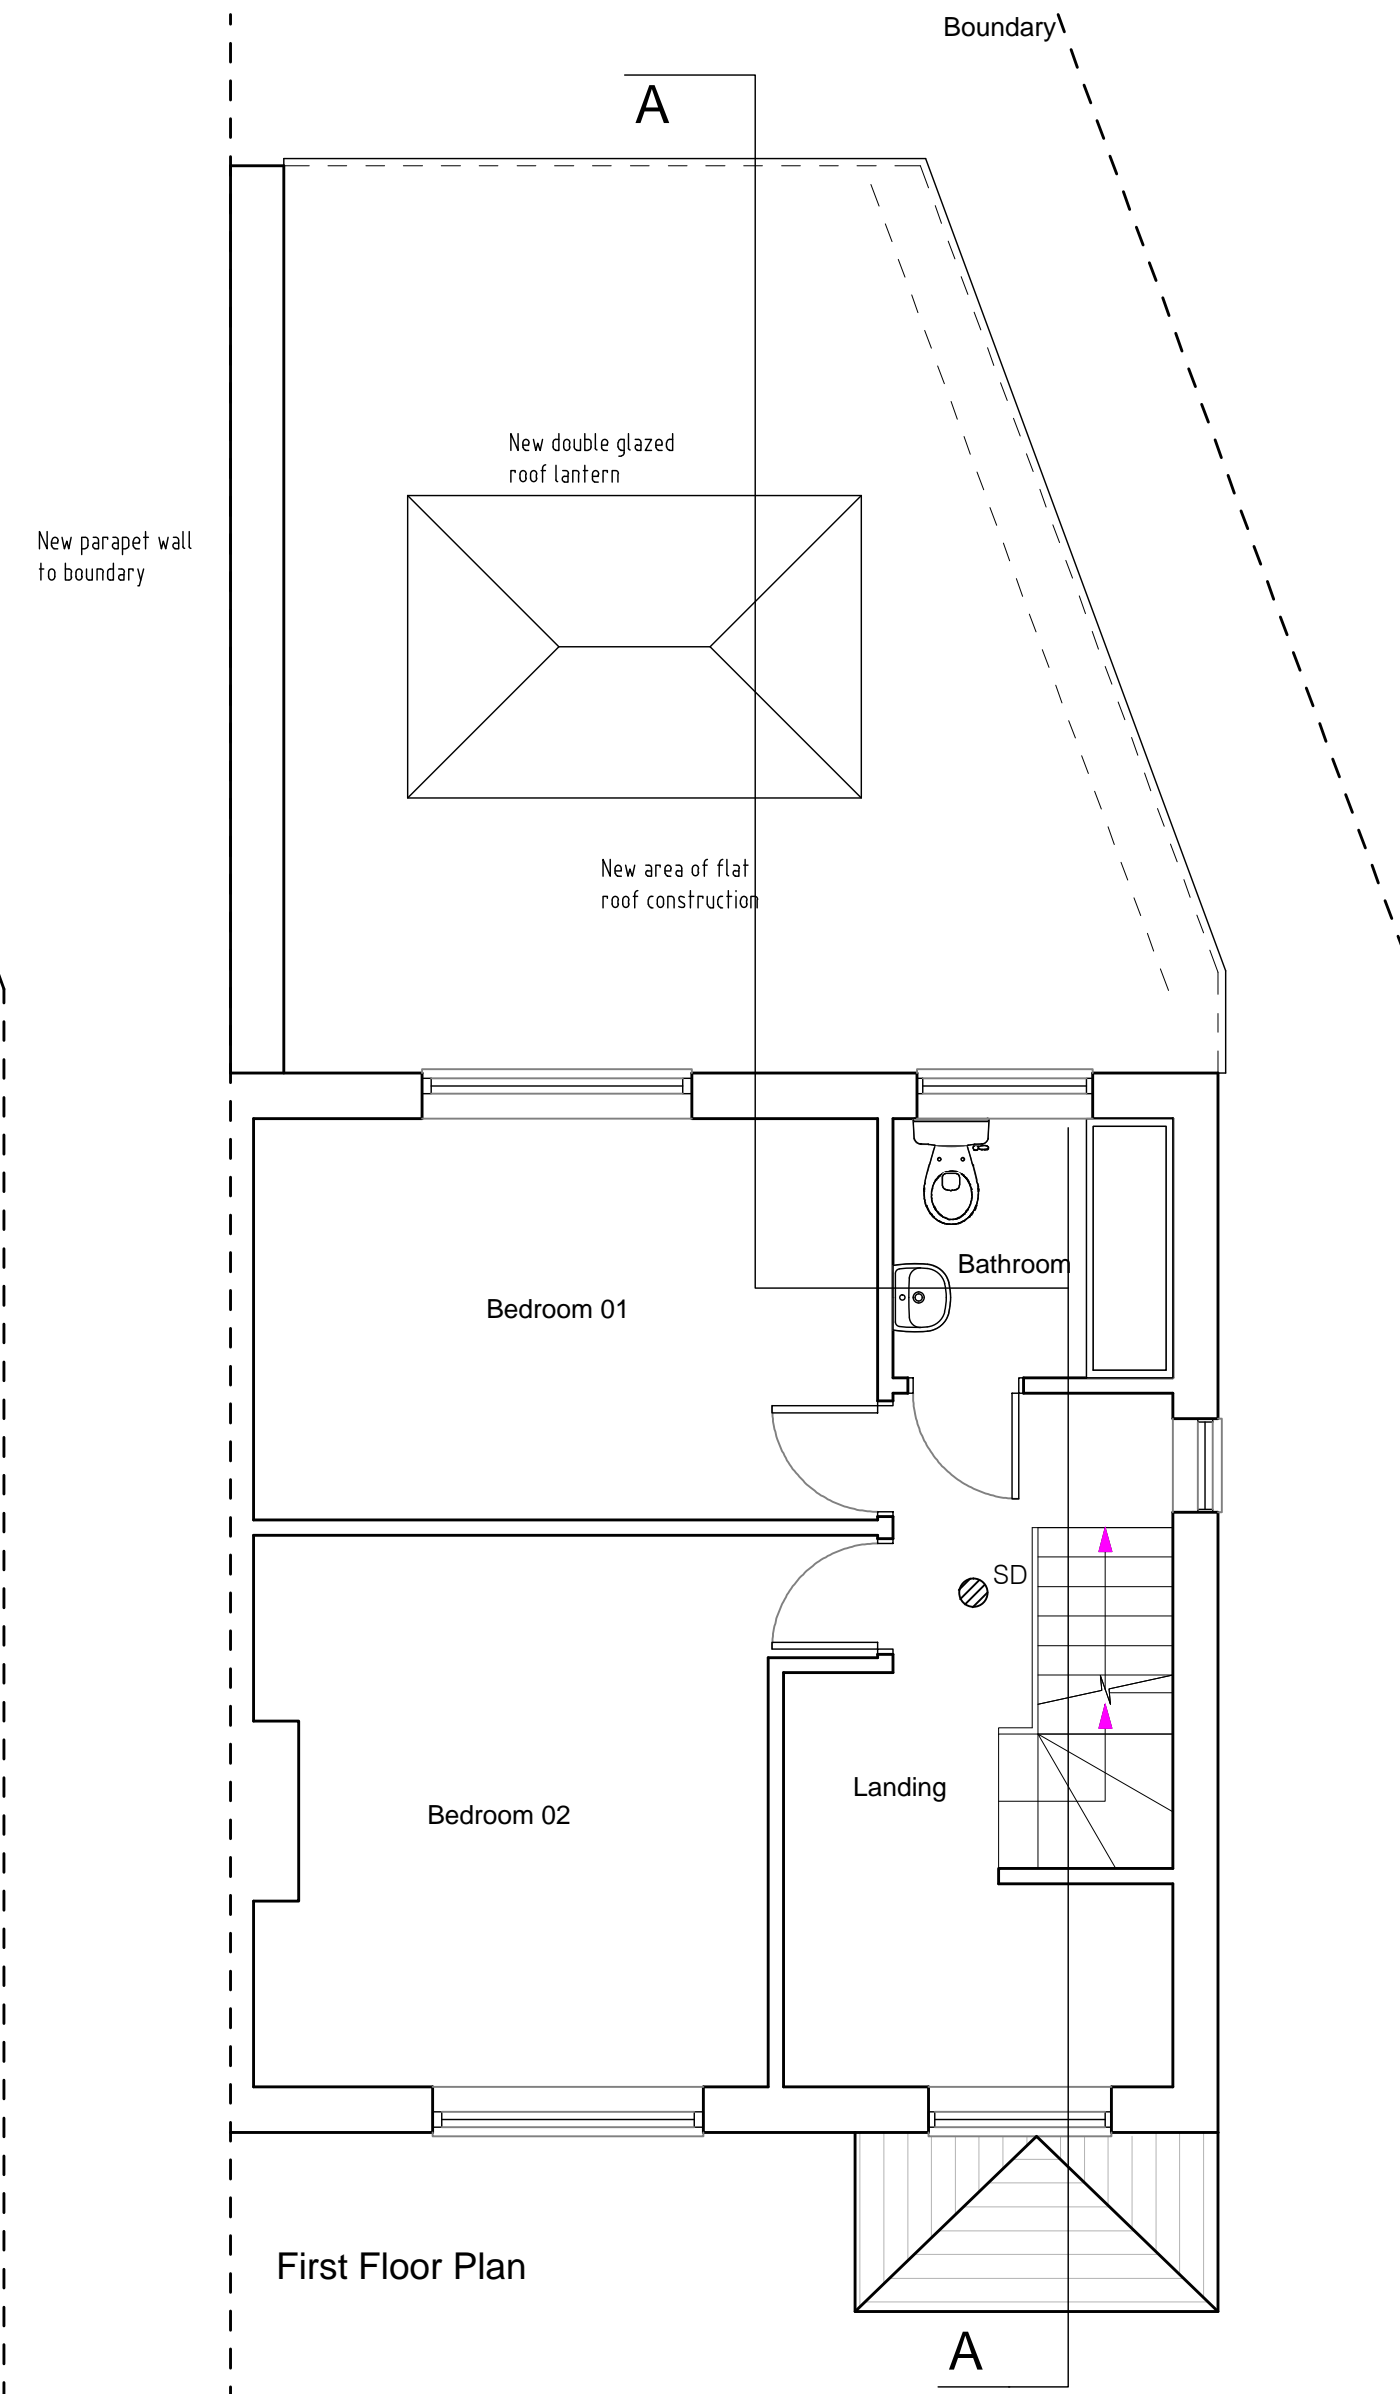 Boundary
A
New double glazed
roof lantern
New parapet wall
to boundary
New area of flat
roof construction
Bathroom
Bedroom 01
SD
Landing
Bedroom 02
First Floor Plan
A